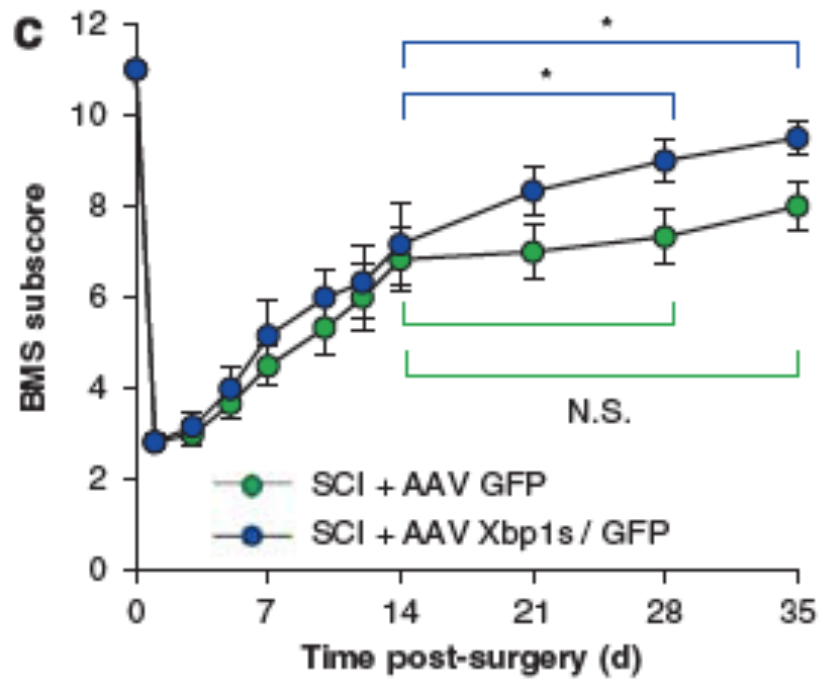 c
12
10
8
6
4
2
0
BMS subscore
*
*
N.S.
SCI + AAV GFP
SCI + AAV Xbp1s / GFP
0 7 14 21 28 35
Time post-surgery (d)